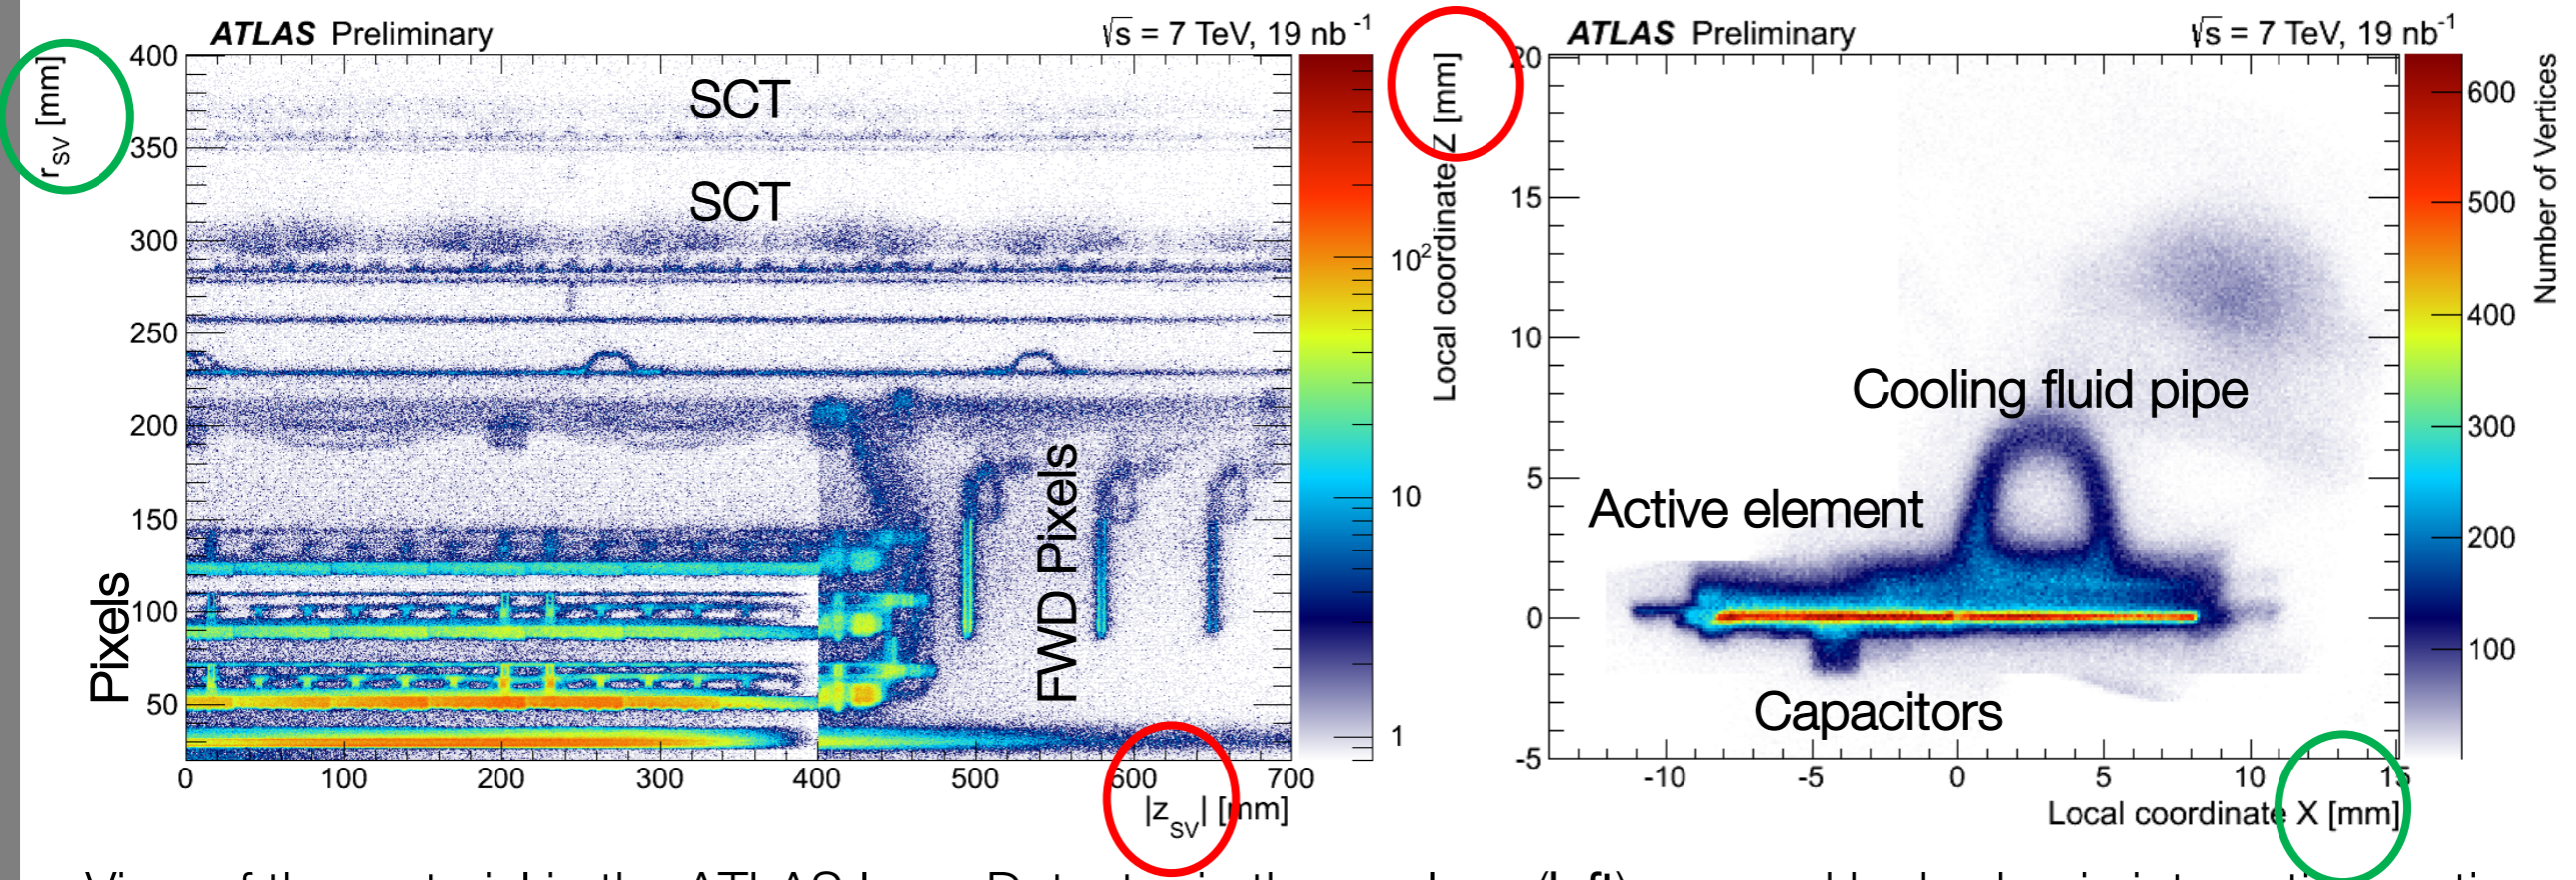 ATLAS Preliminary
√s = 7 TeV, 19 nb⁻¹
r_SV [mm]
400
350
300
250
200
150
100
50
SCT
SCT
Pixels
FWD Pixels
0 100 200 300 400 500 600 700
|z_SV| [mm]
10²
10
1
ATLAS Preliminary
√s = 7 TeV, 19 nb⁻¹
Local coordinate Z [mm]
20
15
10
5
0
-5
Cooling fluid pipe
Active element
Capacitors
-10 -5 0 5 10 15
Local coordinate X [mm]
600
500
400
300
200
100
Number of Vertices